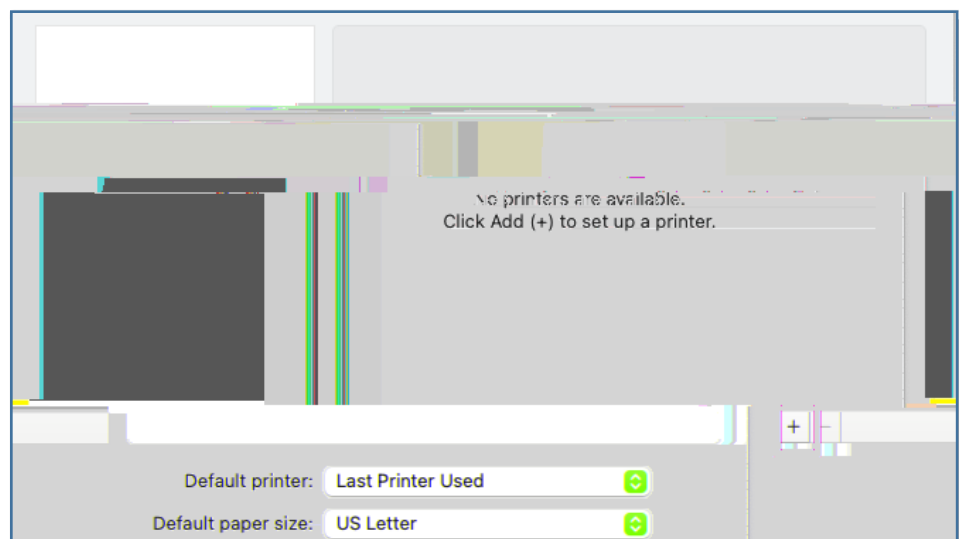 No printers are available.
Click Add (+) to set up a printer.
+ −
Default printer: Last Printer Used
Default paper size: US Letter